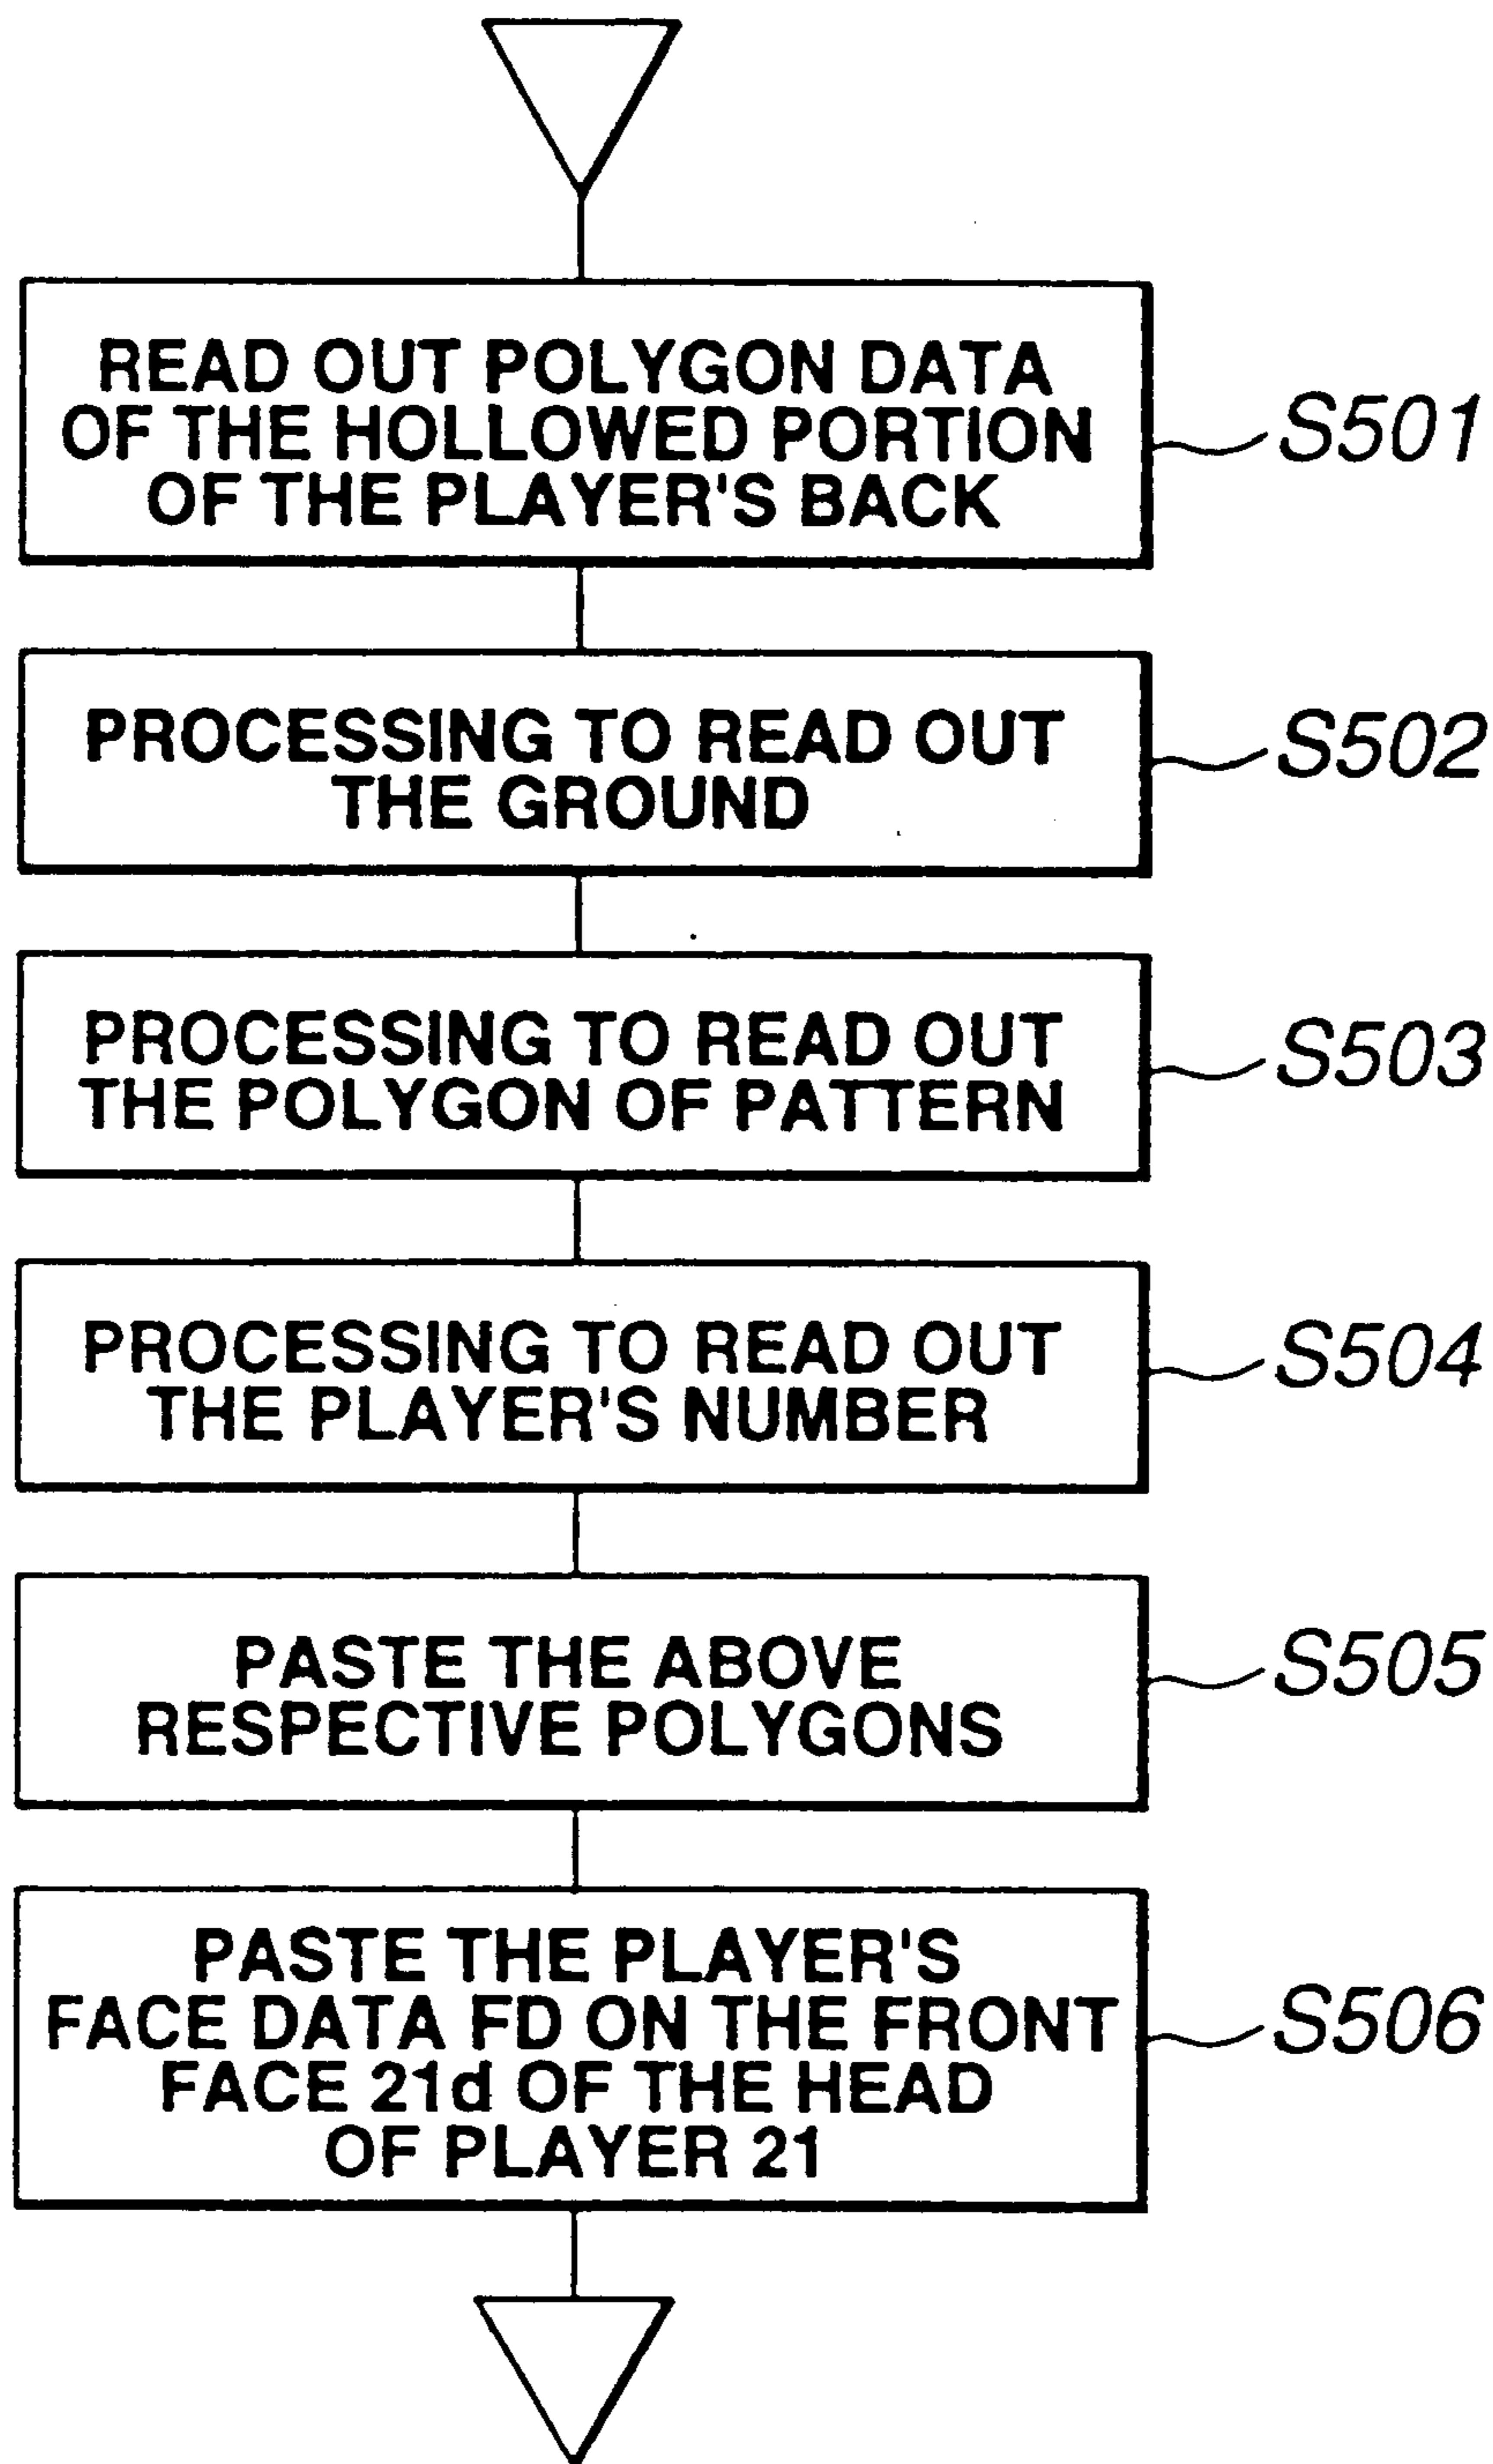 READ OUT POLYGON DATA
OF THE HOLLOWED PORTION
OF THE PLAYER'S BACK
S501
PROCESSING TO READ OUT
THE GROUND
S502
PROCESSING TO READ OUT
THE POLYGON OF PATTERN
S503
PROCESSING TO READ OUT
THE PLAYER'S NUMBER
S504
PASTE THE ABOVE
RESPECTIVE POLYGONS
S505
PASTE THE PLAYER'S
FACE DATA FD ON THE FRONT
FACE 21d OF THE HEAD
OF PLAYER 21
S506